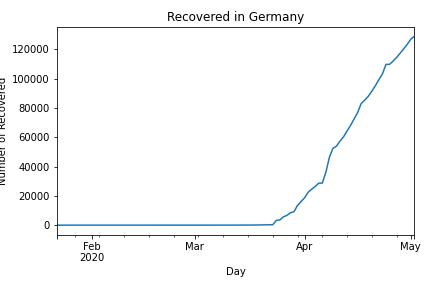 Recovered in Germany
Number of Recovered
120000
100000
80000
60000
40000
20000
0
Feb
2020
Mar
Apr
May
Day